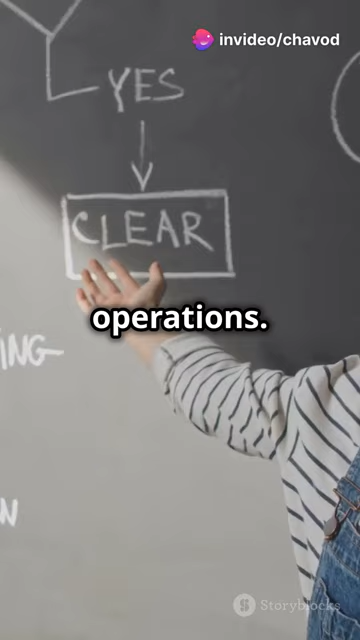 invideo/chavod
YES
CLEAR
operations.
ING
N
Storyblocks